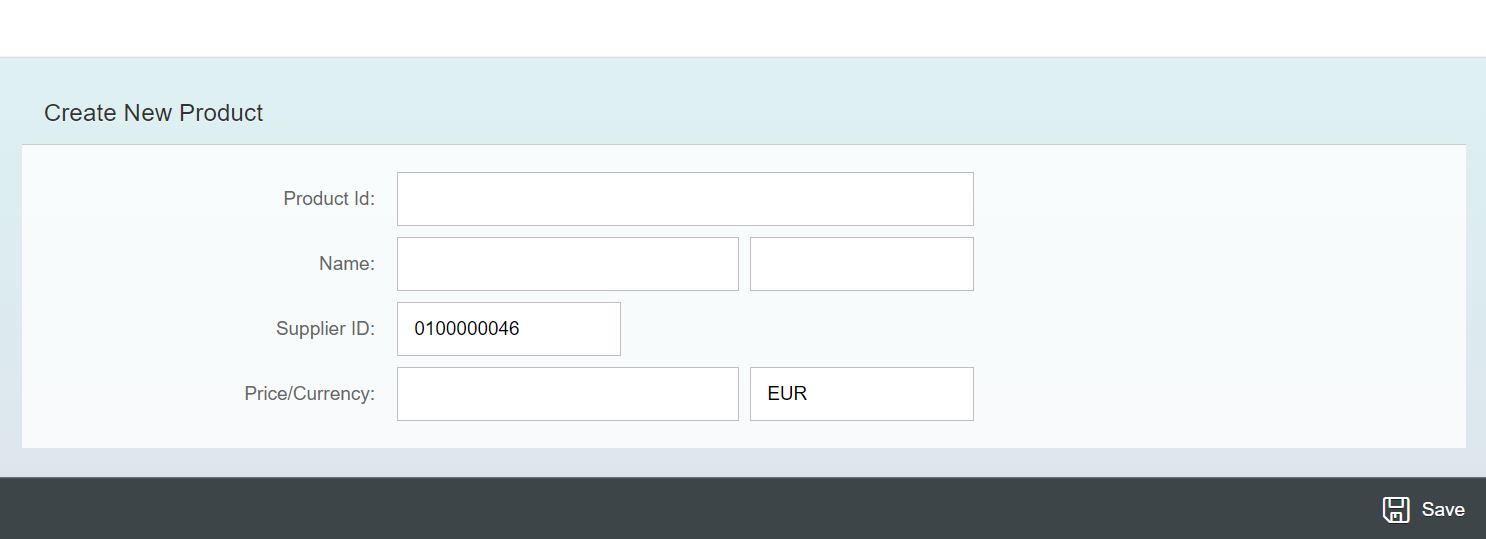 Create New Product
Product Id:
Name:
Supplier ID: 0100000046
Price/Currency: EUR
Save